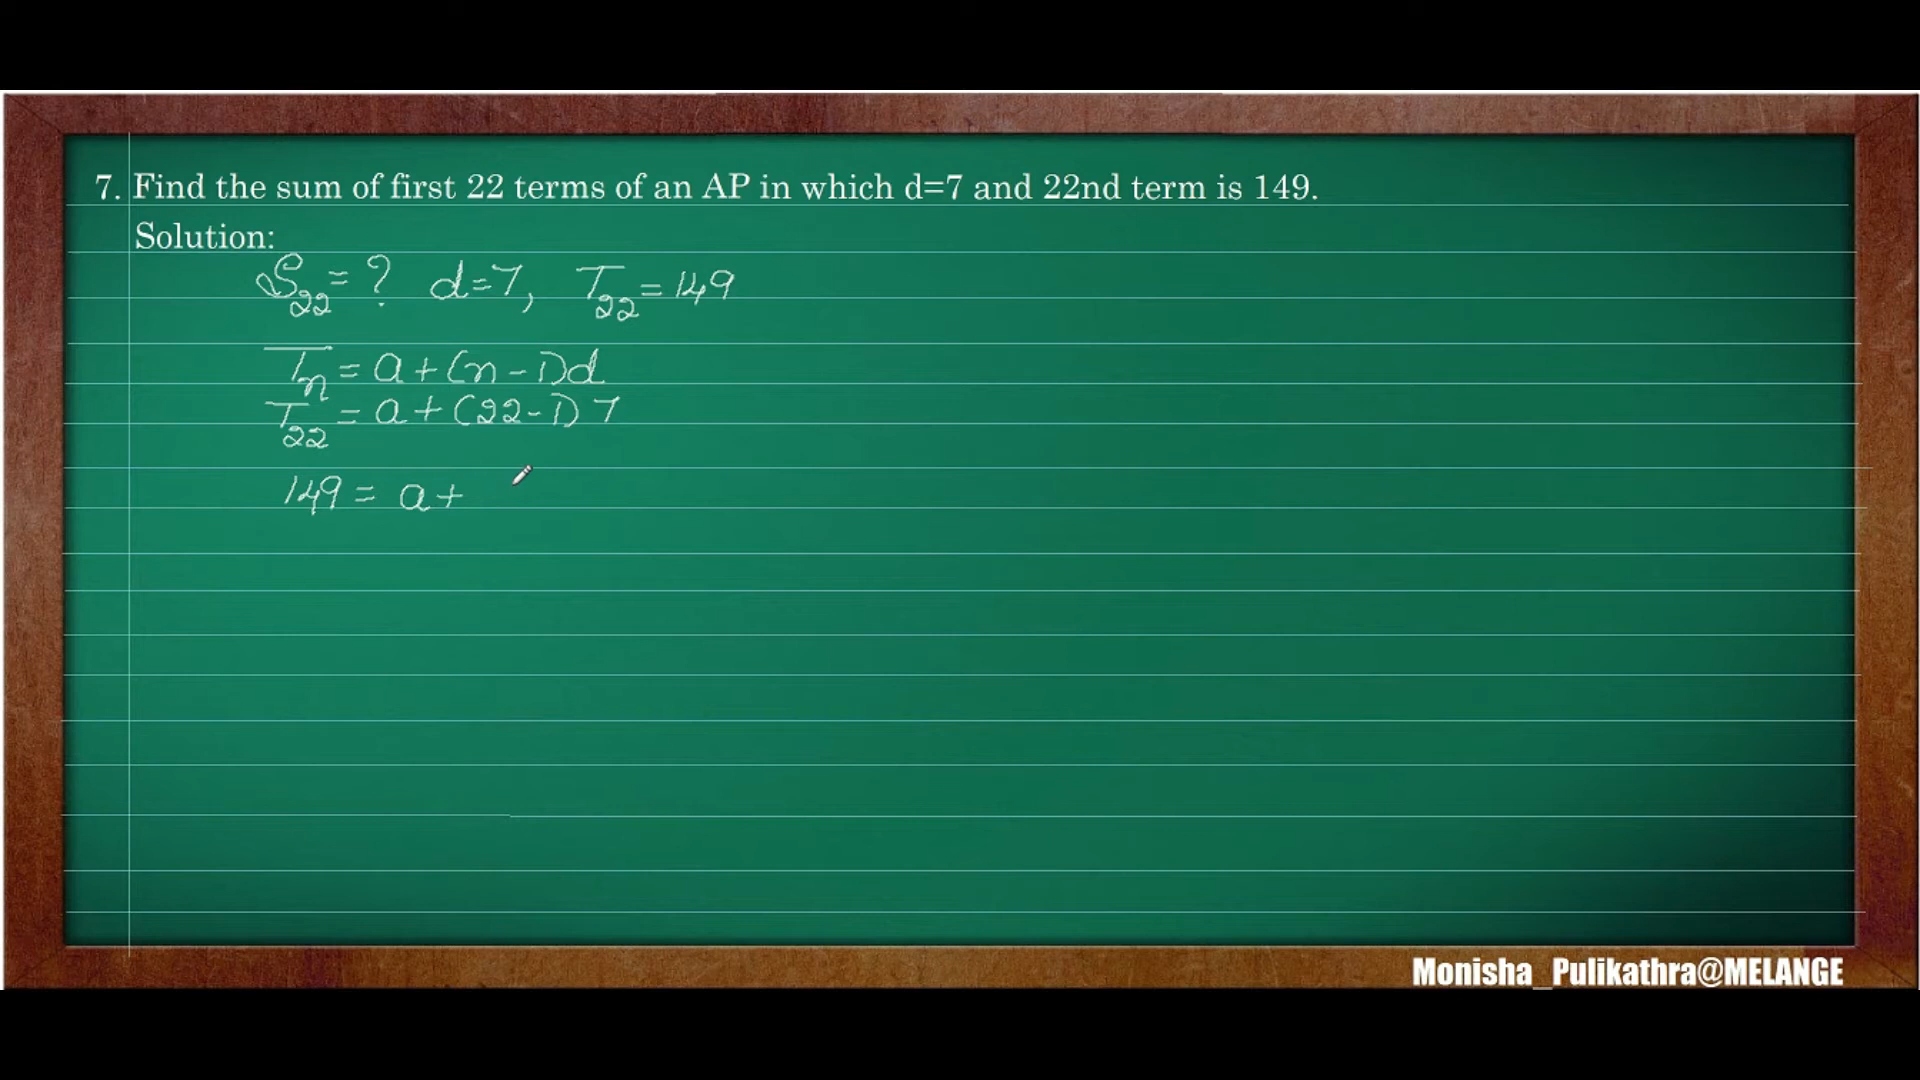 7. Find the sum of first 22 terms of an AP in which d=7 and 22nd term is 149.
Solution:
S₂₂ = ? d=7, T₂₂ = 149
Tₙ = a + (n - 1)d
T₂₂ = a + (22 - 1) 7
149 = a +
Monisha_Pulikathra@MELANGE